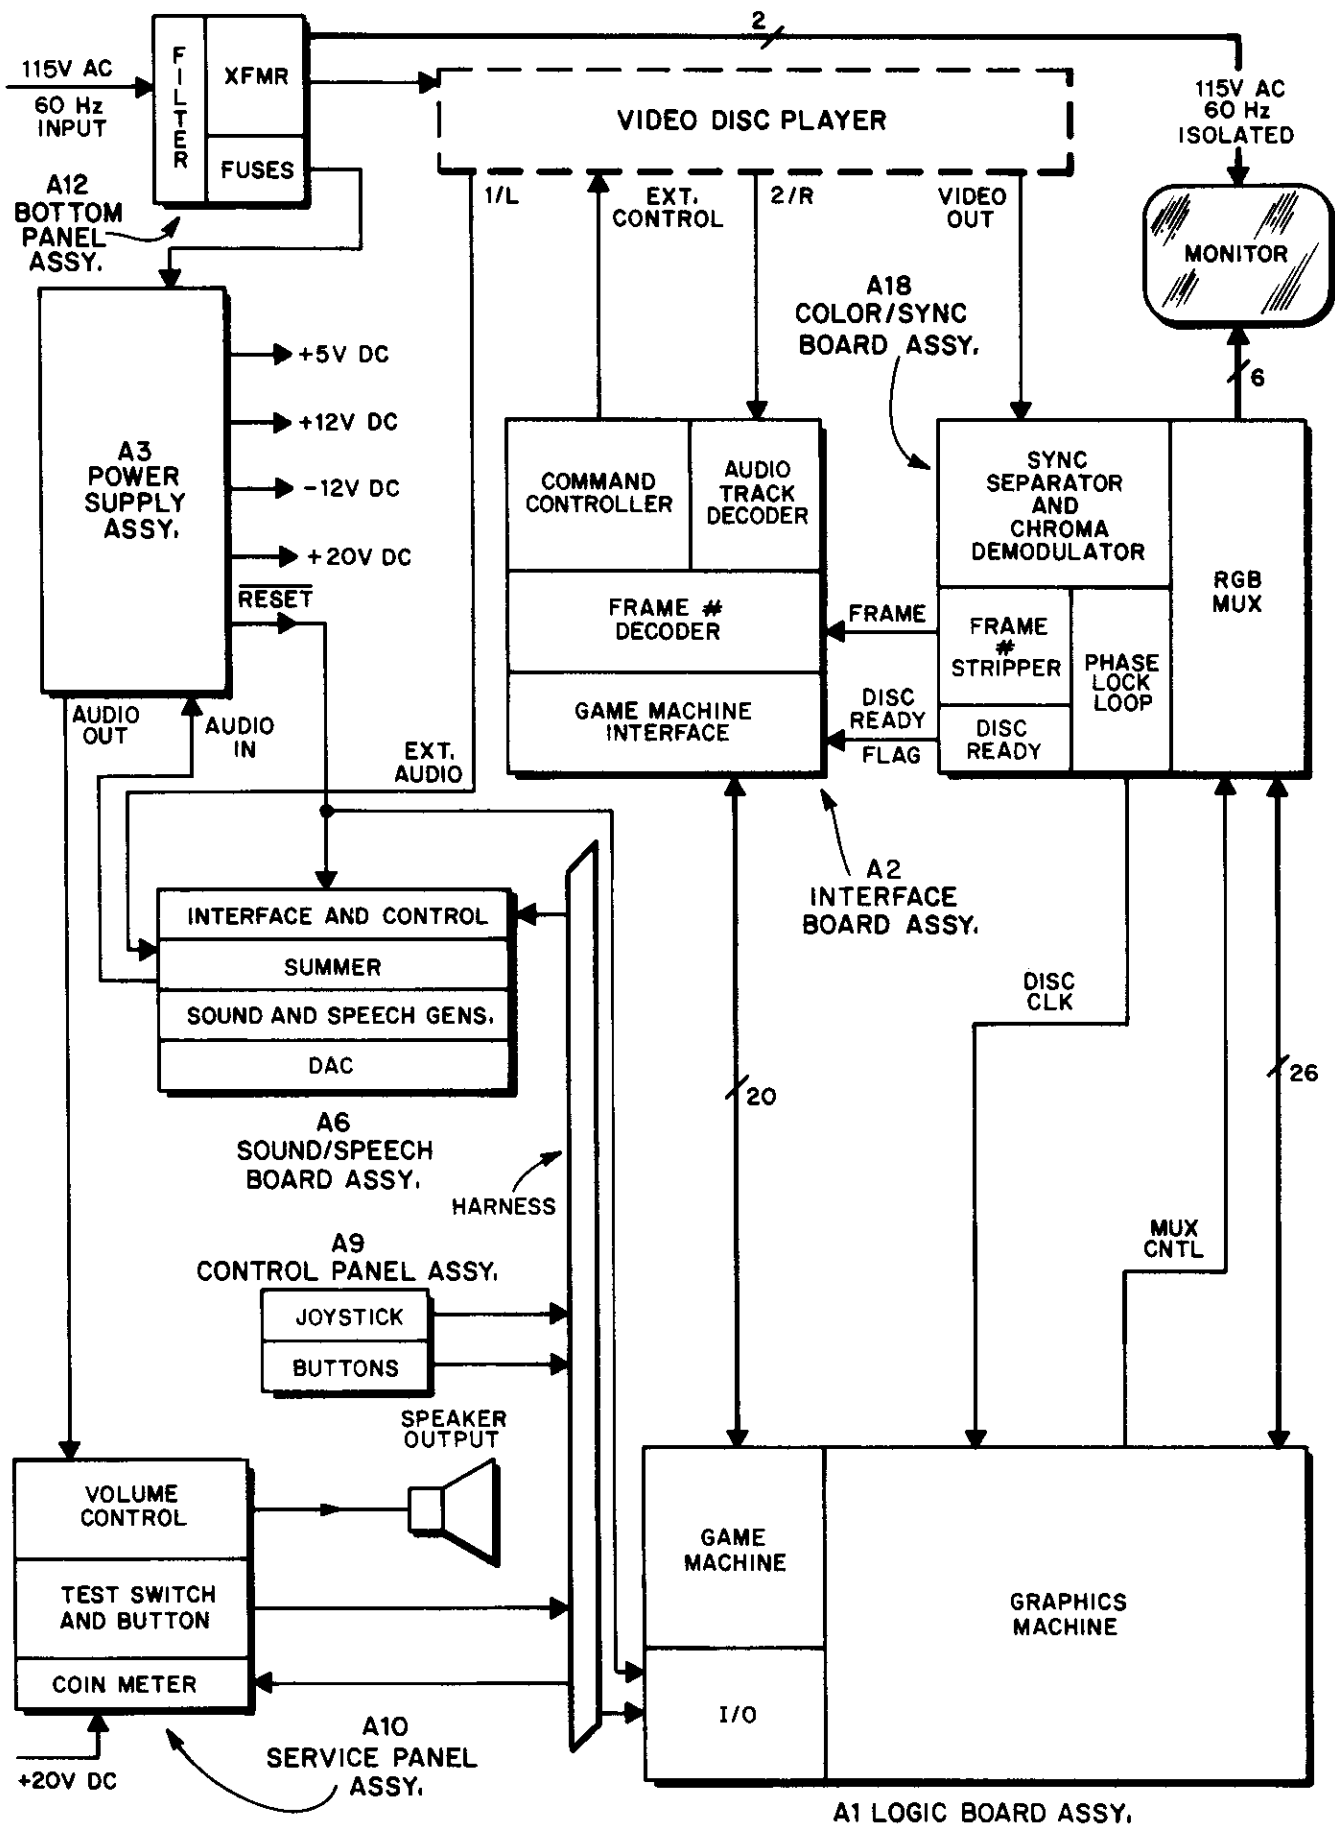 2
115V AC
60 Hz
INPUT
FILTER
XFMR
FUSES
A12
BOTTOM
PANEL
ASSY.
VIDEO DISC PLAYER
115V AC
60 Hz
ISOLATED
MONITOR
6
1/L
EXT.
CONTROL
2/R
VIDEO
OUT
A18
COLOR/SYNC
BOARD ASSY.
A3
POWER
SUPPLY
ASSY.
+5V DC
+12V DC
-12V DC
+20V DC
RESET
AUDIO
OUT
AUDIO
IN
EXT.
AUDIO
COMMAND
CONTROLLER
AUDIO
TRACK
DECODER
FRAME #
DECODER
GAME MACHINE
INTERFACE
FRAME
DISC
READY
FLAG
SYNC
SEPARATOR
AND
CHROMA
DEMODULATOR
FRAME
#
STRIPPER
DISC
READY
PHASE
LOCK
LOOP
RGB
MUX
A2
INTERFACE
BOARD ASSY.
INTERFACE AND CONTROL
SUMMER
SOUND AND SPEECH GENS.
DAC
A6
SOUND/SPEECH
BOARD ASSY.
HARNESS
20
DISC
CLK
26
MUX
CNTL
A9
CONTROL PANEL ASSY.
JOYSTICK
BUTTONS
SPEAKER
OUTPUT
VOLUME
CONTROL
TEST SWITCH
AND BUTTON
COIN METER
+20V DC
A10
SERVICE PANEL
ASSY.
GAME
MACHINE
I/O
GRAPHICS
MACHINE
A1 LOGIC BOARD ASSY.